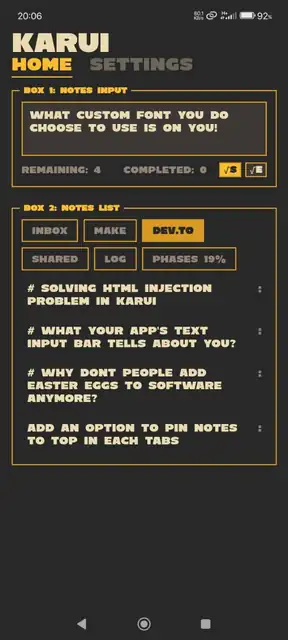 20:06
92%
KARUI
HOME SETTINGS
BOX 1: NOTES INPUT
WHAT CUSTOM FONT YOU DO
CHOOSE TO USE IS ON YOU!
REMAINING: 4 COMPLETED: 0 √S √E
BOX 2: NOTES LIST
INBOX MAKE DEV.TO
SHARED LOG PHASES 19%
# SOLVING HTML INJECTION
PROBLEM IN KARUI
# WHAT YOUR APP'S TEXT
INPUT BAR TELLS ABOUT YOU?
# WHY DONT PEOPLE ADD
EASTER EGGS TO SOFTWARE
ANYMORE?
ADD AN OPTION TO PIN NOTES
TO TOP IN EACH TABS